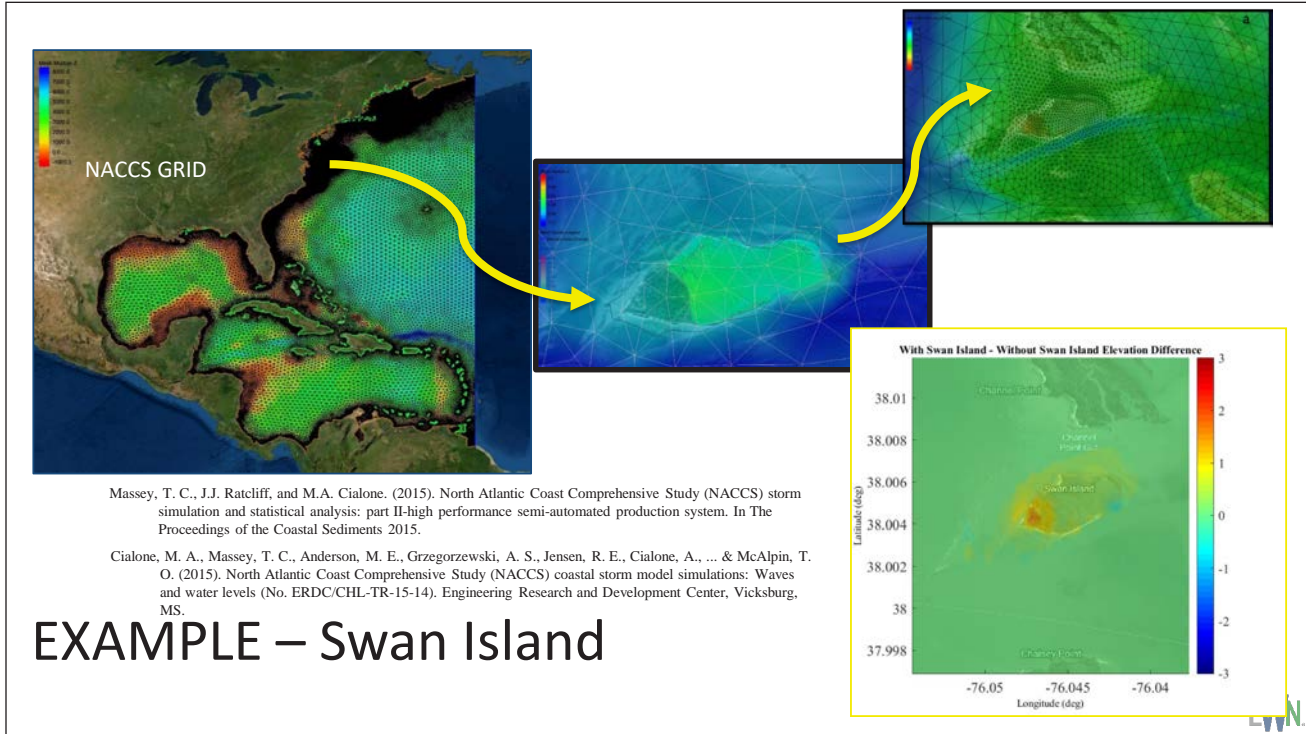 NACCS GRID
a
Massey, T. C., J.J. Ratcliff, and M.A. Cialone. (2015). North Atlantic Coast Comprehensive Study (NACCS) storm
simulation and statistical analysis: part II-high performance semi-automated production system. In The
Proceedings of the Coastal Sediments 2015.
Cialone, M. A., Massey, T. C., Anderson, M. E., Grzegorzewski, A. S., Jensen, R. E., Cialone, A., ... & McAlpin, T.
O. (2015). North Atlantic Coast Comprehensive Study (NACCS) coastal storm model simulations: Waves
and water levels (No. ERDC/CHL-TR-15-14). Engineering Research and Development Center, Vicksburg,
MS.
EXAMPLE – Swan Island
With Swan Island - Without Swan Island Elevation Difference
3
2
1
0
-1
-2
-3
38.01
38.008
38.006
38.004
38.002
38
37.998
Latitude (deg)
Channel
Swan Island
-76.05
-76.045
-76.04
Longitude (deg)